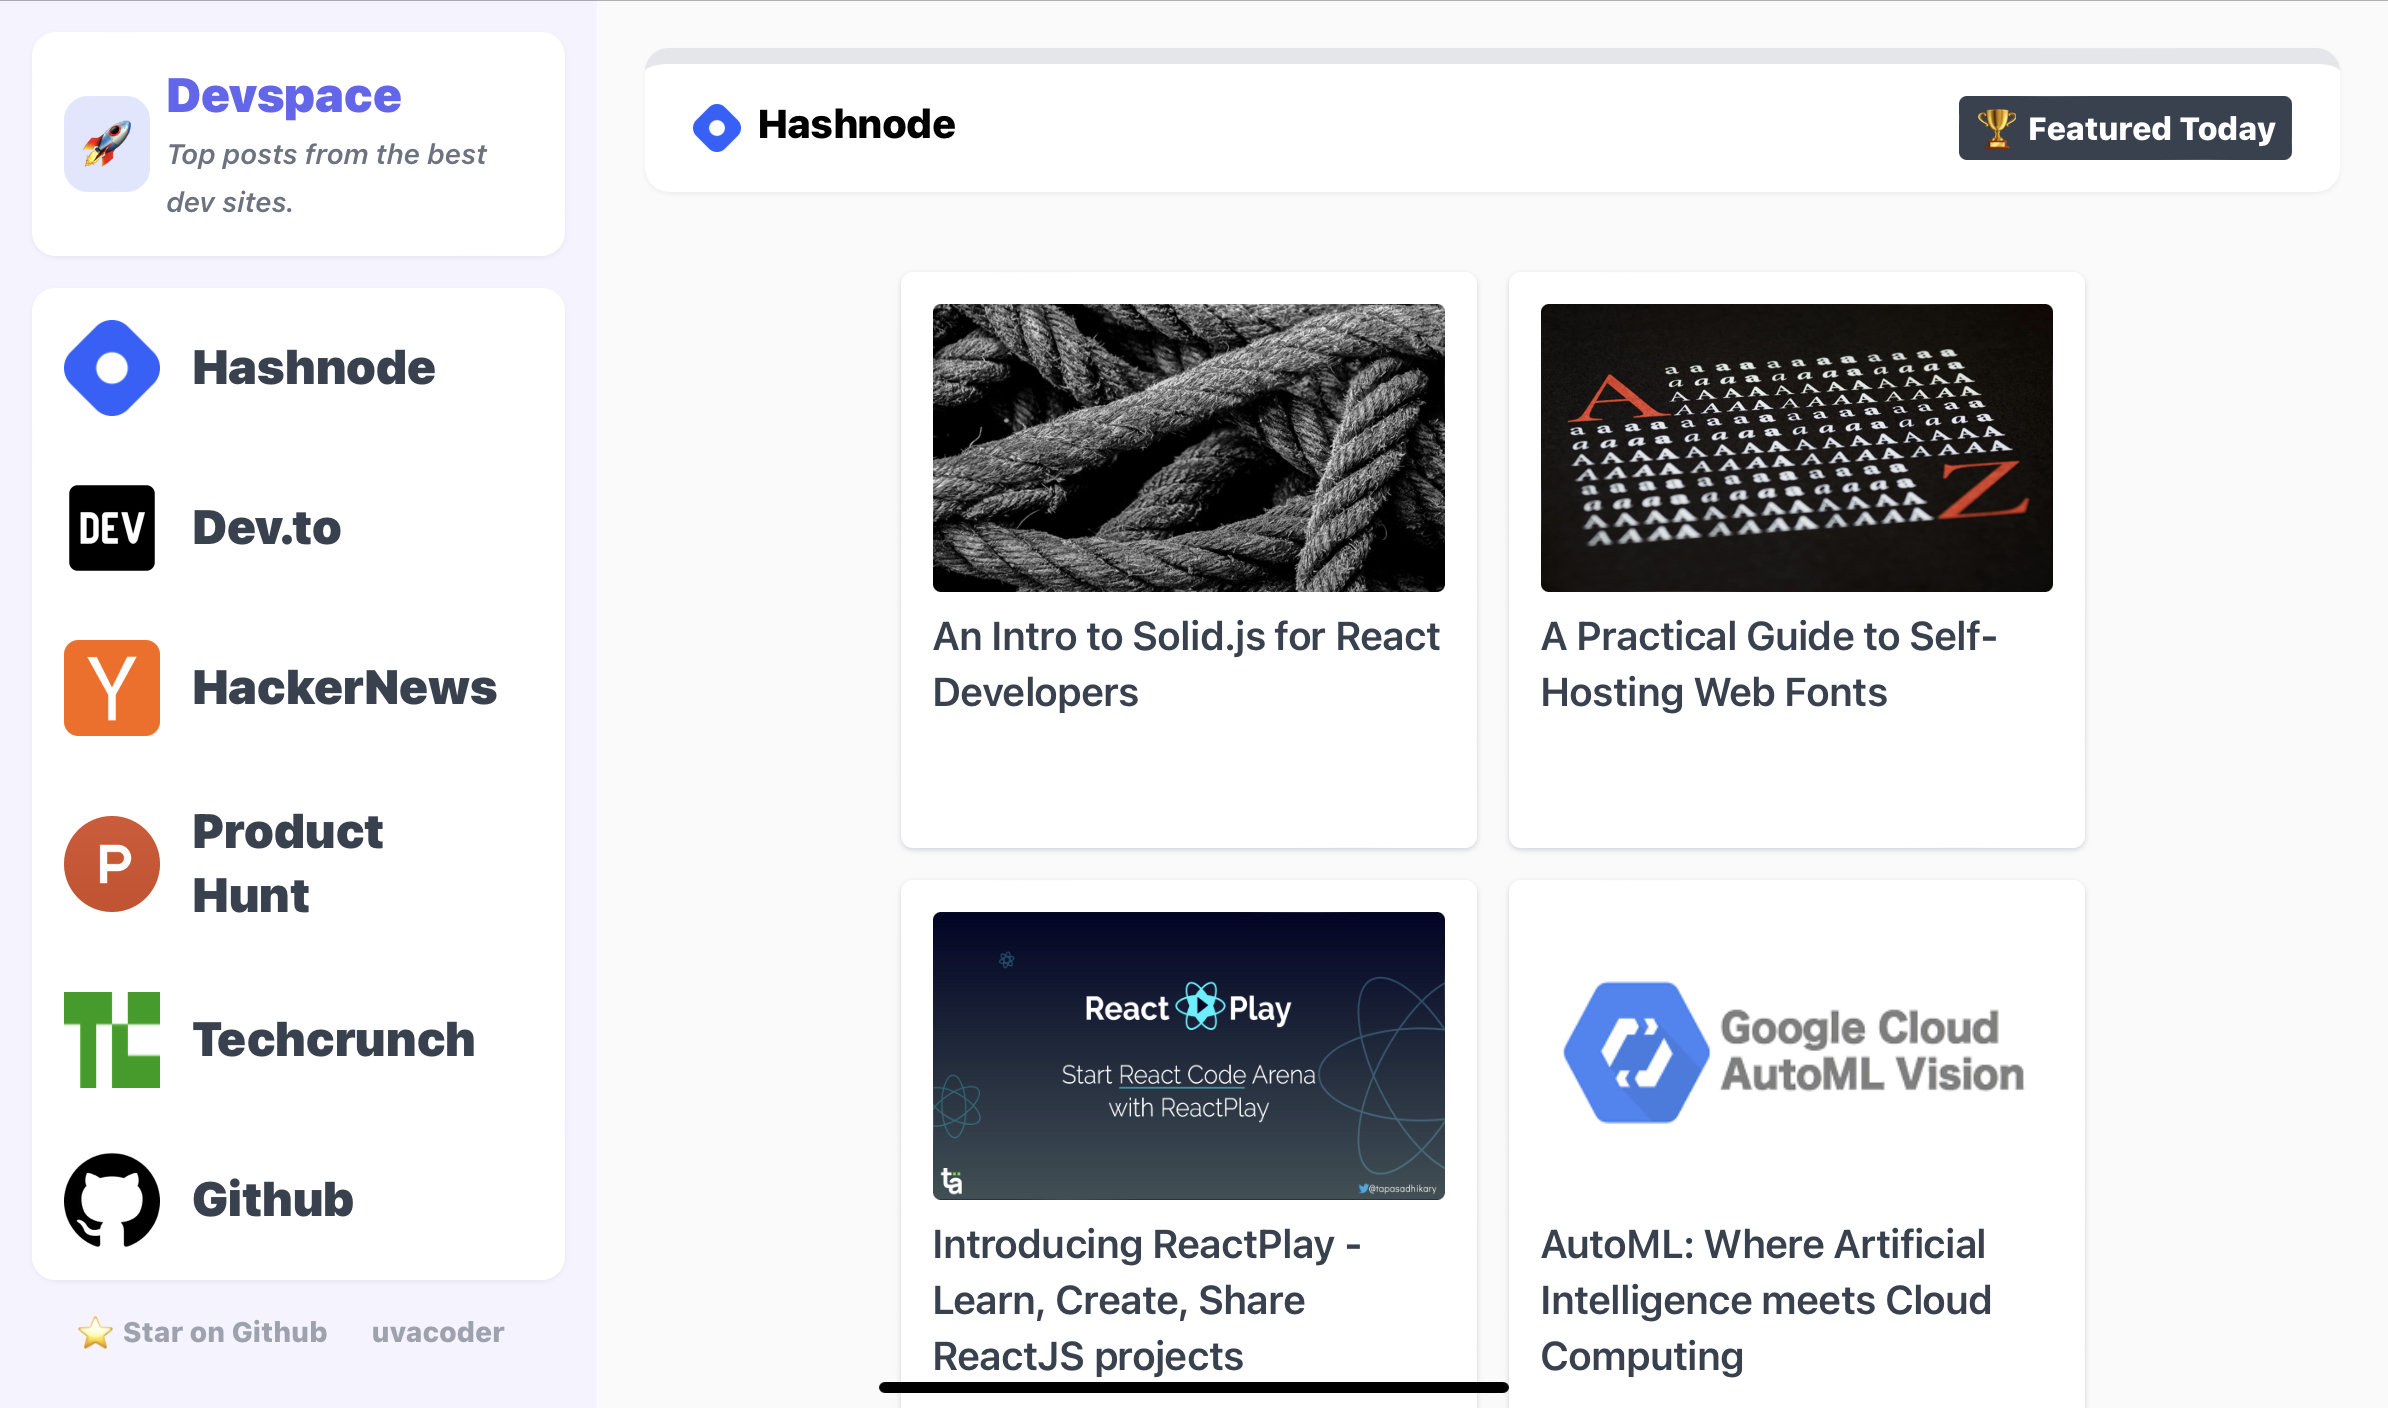 Devspace
Top posts from the best
dev sites.
Hashnode
DEV
Dev.to
Y
HackerNews
P
Product
Hunt
TC
Techcrunch
Github
⭐ Star on Github
uvacoder
Hashnode
🏆 Featured Today
An Intro to Solid.js for React
Developers
A
a a a a a a a a a a a
a a a a a a a a a a a
A A A A A A A A A A A
Z
A Practical Guide to Self-
Hosting Web Fonts
React Play
Start React Code Arena
with ReactPlay
ta
@tapasadhikary
Introducing ReactPlay -
Learn, Create, Share
ReactJS projects
Google Cloud
AutoML Vision
AutoML: Where Artificial
Intelligence meets Cloud
Computing